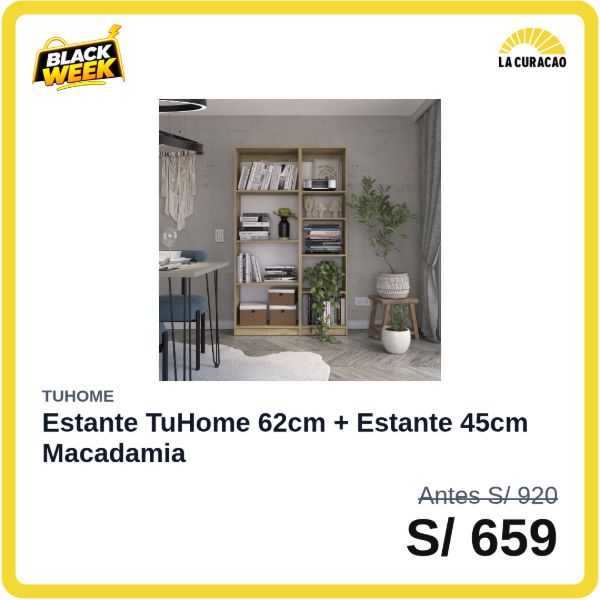 BLACK
WEEK
LA CURACAO
TUHOME
Estante TuHome 62cm + Estante 45cm
Macadamia
Antes S/ 920
S/ 659